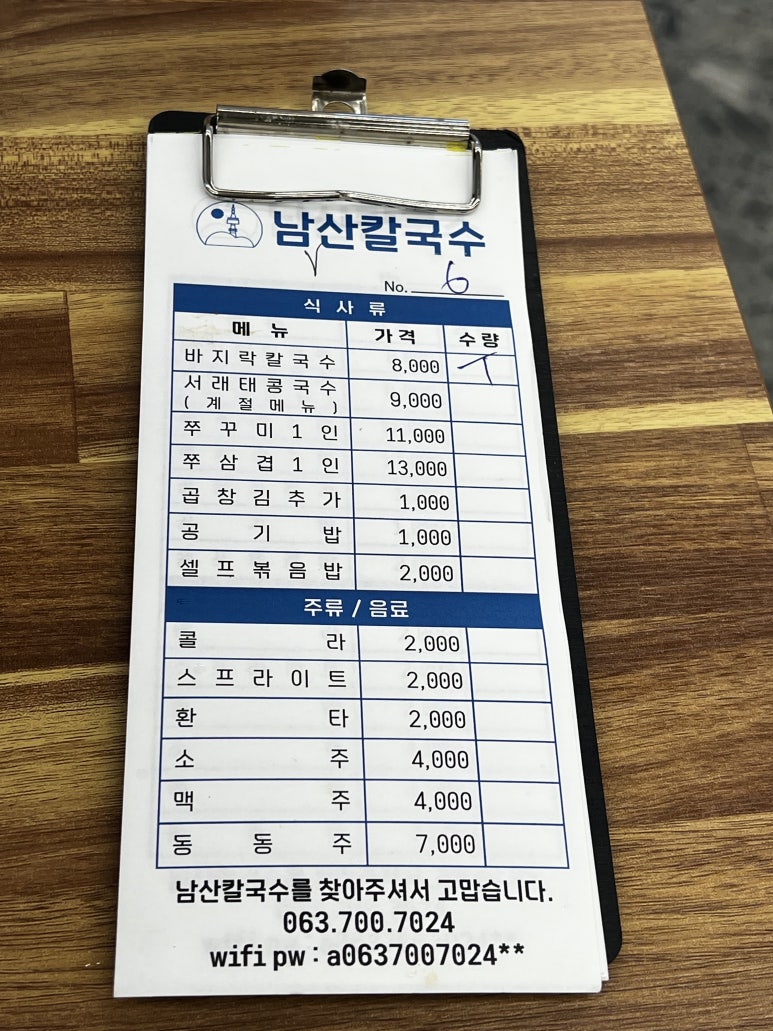 남산칼국수
No. 6
식사류
메뉴 가격 수량
바지락칼국수 8,000 T
서래태콩국수 9,000
(계절메뉴)
쭈꾸미1인 11,000
쭈삼겹1인 13,000
곱창김추가 1,000
공기밥 1,000
셀프볶음밥 2,000
주류 / 음료
콜라 2,000
스프라이트 2,000
환타 2,000
소주 4,000
맥주 4,000
동동주 7,000
남산칼국수를 찾아주셔서 고맙습니다.
063.700.7024
wifi pw : a0637007024**